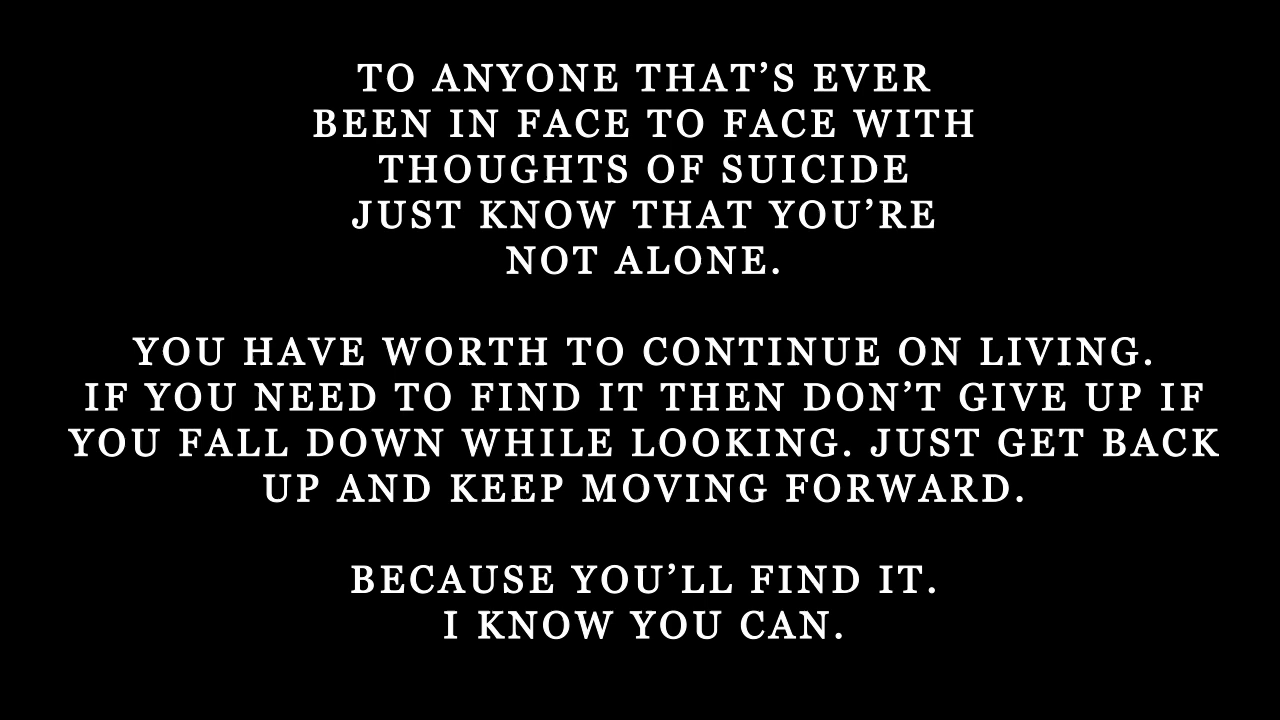 TO ANYONE THAT’S EVER
BEEN IN FACE TO FACE WITH
THOUGHTS OF SUICIDE
JUST KNOW THAT YOU’RE
NOT ALONE.
YOU HAVE WORTH TO CONTINUE ON LIVING.
IF YOU NEED TO FIND IT THEN DON’T GIVE UP IF
YOU FALL DOWN WHILE LOOKING. JUST GET BACK
UP AND KEEP MOVING FORWARD.
BECAUSE YOU’LL FIND IT.
I KNOW YOU CAN.